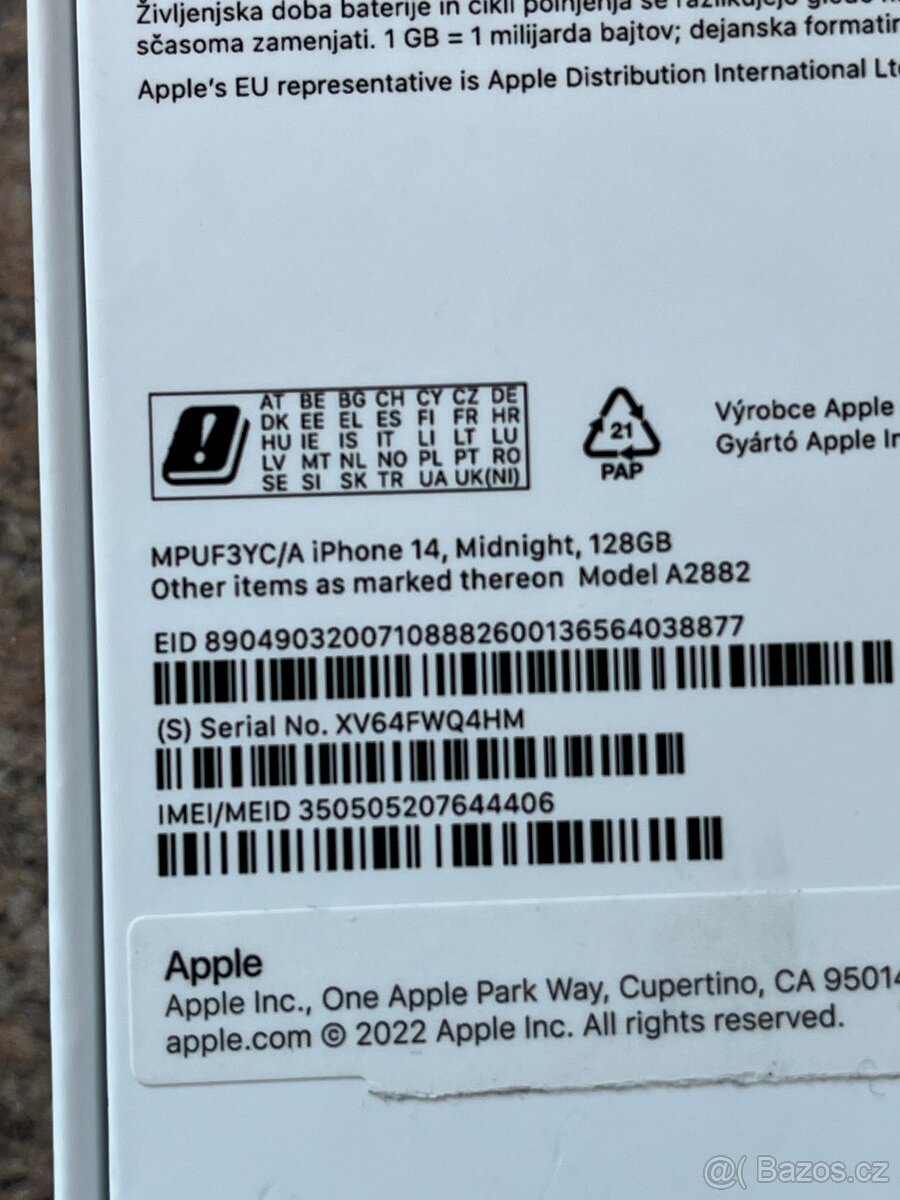 Življenjska doba baterije in cikli polnjenja se razlikujejo glede
sčasoma zamenjati. 1 GB = 1 milijarda bajtov; dejanska
Apple's EU representative is Apple Distribution International
AT BE BG CH CY CZ DE
DK EE EL ES FI FR HR
HU IE IS IT LI LT LU
LV MT NL NO PL PT RO
SE SI SK TR UA UK(NI)
21
PAP
Výrobce Apple
Gyártó Apple
MPUF3YC/A iPhone 14, Midnight, 128GB
Other items as marked thereon Model A2882
EID 89049032007108882600136564038877
(S) Serial No. XV64FWQ4HM
IMEI/MEID 350505207644406
Apple
Apple Inc., One Apple Park Way, Cupertino, CA 95014
apple.com © 2022 Apple Inc. All rights reserved.
@( Bazos.cz